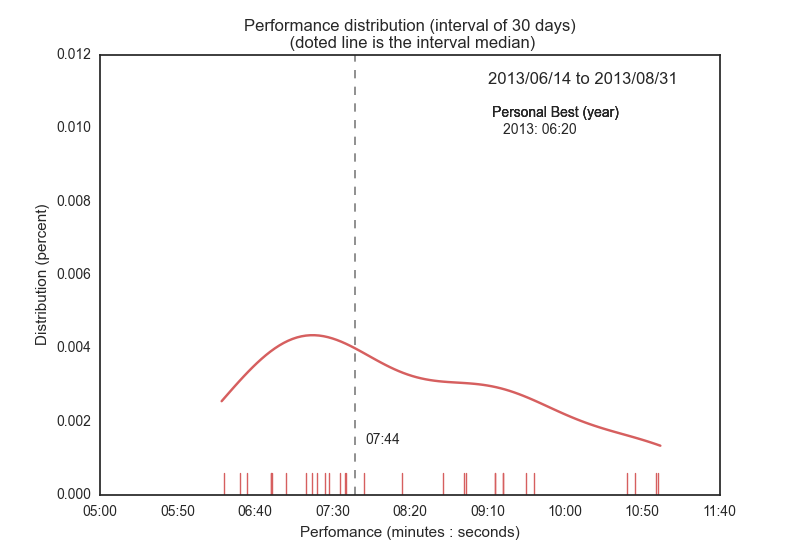 Performance distribution (interval of 30 days)
(doted line is the interval median)
2013/06/14 to 2013/08/31
Personal Best (year)
2013: 06:20
0.012
0.010
0.008
0.006
0.004
0.002
0.000
Distribution (percent)
07:44
05:00 05:50 06:40 07:30 08:20 09:10 10:00 10:50 11:40
Perfomance (minutes : seconds)